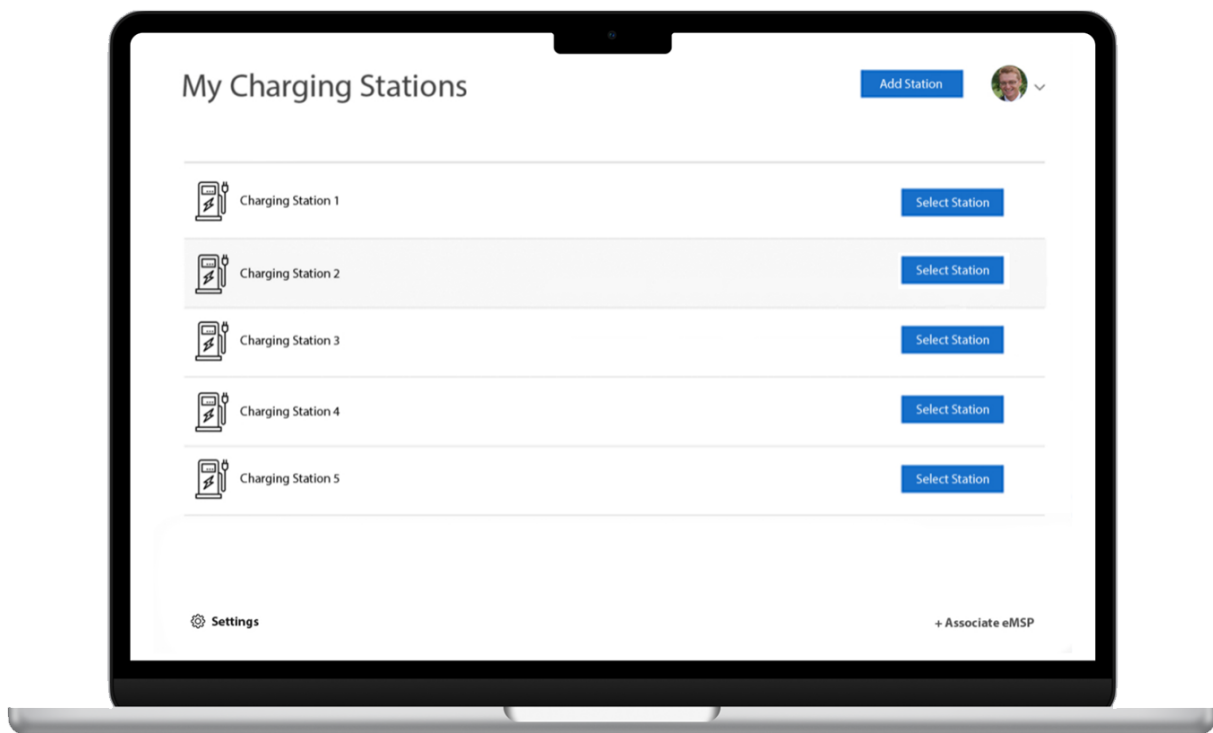 My Charging Stations
Add Station
Charging Station 1
Select Station
Charging Station 2
Select Station
Charging Station 3
Select Station
Charging Station 4
Select Station
Charging Station 5
Select Station
Settings
+ Associate eMSP